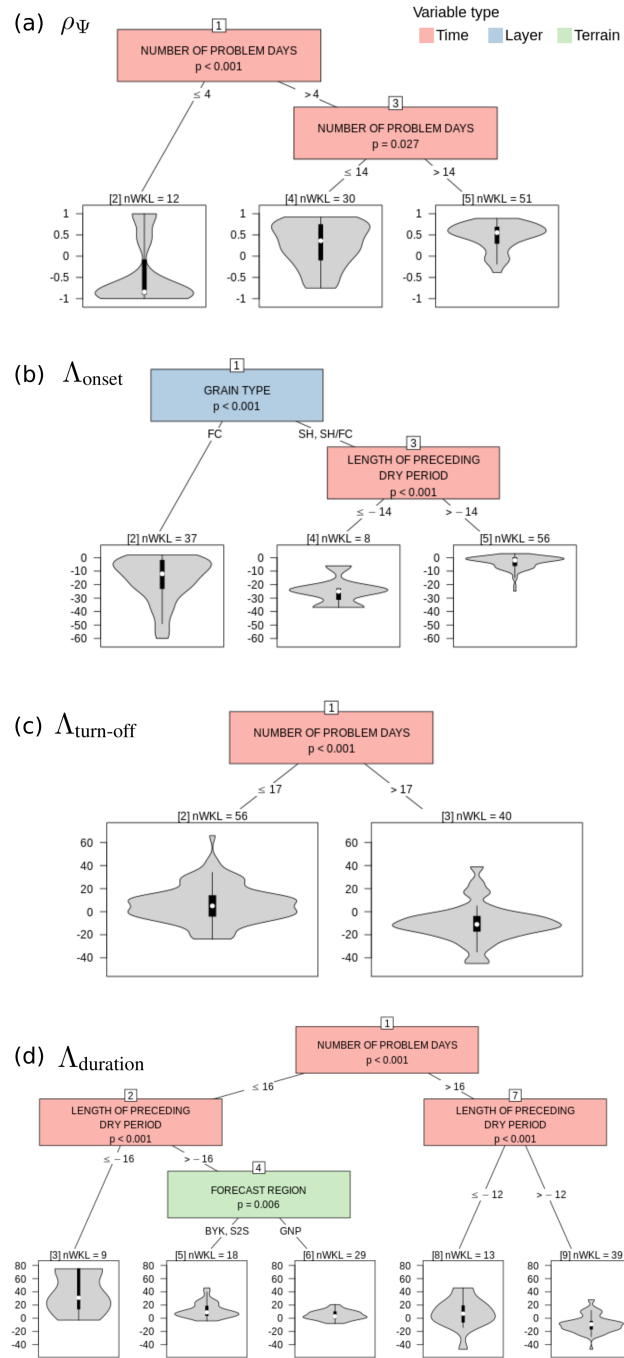 (a) ρΨ
Variable type
Time Layer Terrain
1
NUMBER OF PROBLEM DAYS
p < 0.001
≤ 4 > 4
3
NUMBER OF PROBLEM DAYS
p = 0.027
≤ 14 > 14
[2] nWKL = 12 [4] nWKL = 30 [5] nWKL = 51
1 1 1
0.5 0.5 0.5
0 0 0
-0.5 -0.5 -0.5
-1 -1 -1
(b) Λonset
1
GRAIN TYPE
p < 0.001
FC SH, SH/FC
3
LENGTH OF PRECEDING
DRY PERIOD
p < 0.001
≤ − 14 > − 14
[2] nWKL = 37 [4] nWKL = 8 [5] nWKL = 56
0 0 0
-10 -10 -10
-20 -20 -20
-30 -30 -30
-40 -40 -40
-50 -50 -50
-60 -60 -60
(c) Λturn-off
1
NUMBER OF PROBLEM DAYS
p < 0.001
≤ 17 > 17
[2] nWKL = 56 [3] nWKL = 40
60 60
40 40
20 20
0 0
-20 -20
-40 -40
(d) Λduration
1
NUMBER OF PROBLEM DAYS
p < 0.001
≤ 16 > 16
2 7
LENGTH OF PRECEDING LENGTH OF PRECEDING
DRY PERIOD DRY PERIOD
p < 0.001 p < 0.001
≤ − 16 > − 16
4
FORECAST REGION
p = 0.006
≤ − 12 > − 12
BYK, S2S GNP
[3] nWKL = 9 [5] nWKL = 18 [6] nWKL = 29 [8] nWKL = 13 [9] nWKL = 39
80 80 80 80 80
60 60 60 60 60
40 40 40 40 40
20 20 20 20 20
0 0 0 0 0
-20 -20 -20 -20 -20
-40 -40 -40 -40 -40